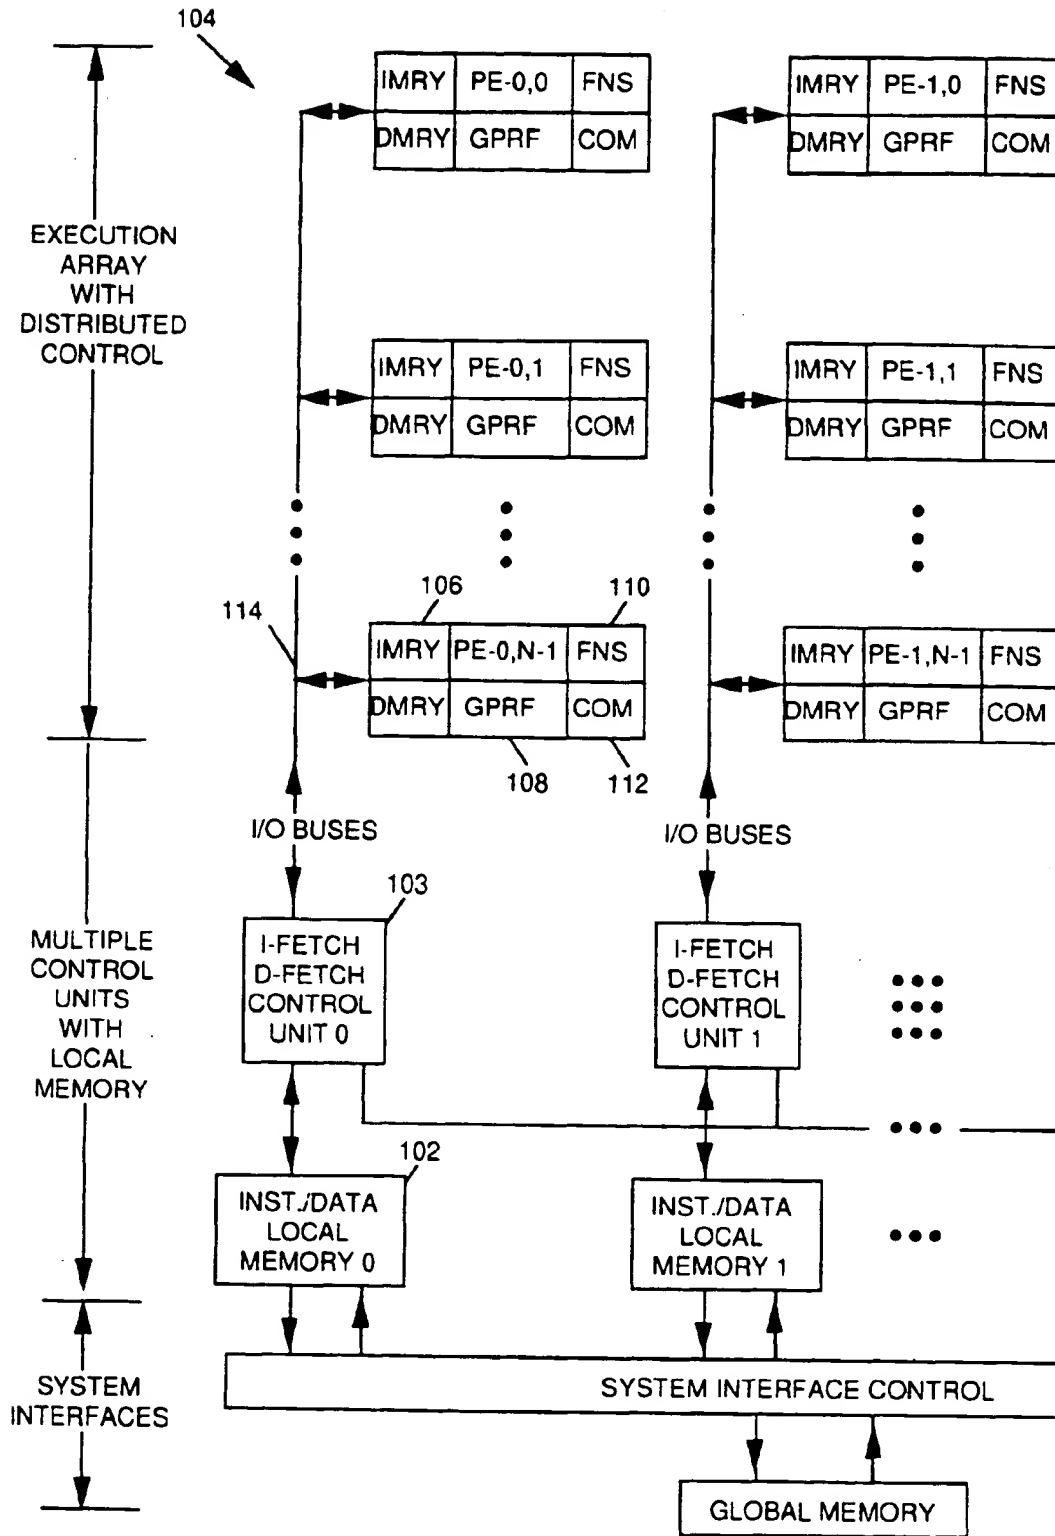 104
IMRY PE-0,0 FNS
DMRY GPRF COM
IMRY PE-1,0 FNS
DMRY GPRF COM
EXECUTION
ARRAY
WITH
DISTRIBUTED
CONTROL
IMRY PE-0,1 FNS
DMRY GPRF COM
IMRY PE-1,1 FNS
DMRY GPRF COM
114
106
110
IMRY PE-0,N-1 FNS
DMRY GPRF COM
108
112
IMRY PE-1,N-1 FNS
DMRY GPRF COM
I/O BUSES
I/O BUSES
MULTIPLE
CONTROL
UNITS
WITH
LOCAL
MEMORY
103
I-FETCH
D-FETCH
CONTROL
UNIT 0
I-FETCH
D-FETCH
CONTROL
UNIT 1
102
INST./DATA
LOCAL
MEMORY 0
INST./DATA
LOCAL
MEMORY 1
SYSTEM
INTERFACES
SYSTEM INTERFACE CONTROL
GLOBAL MEMORY